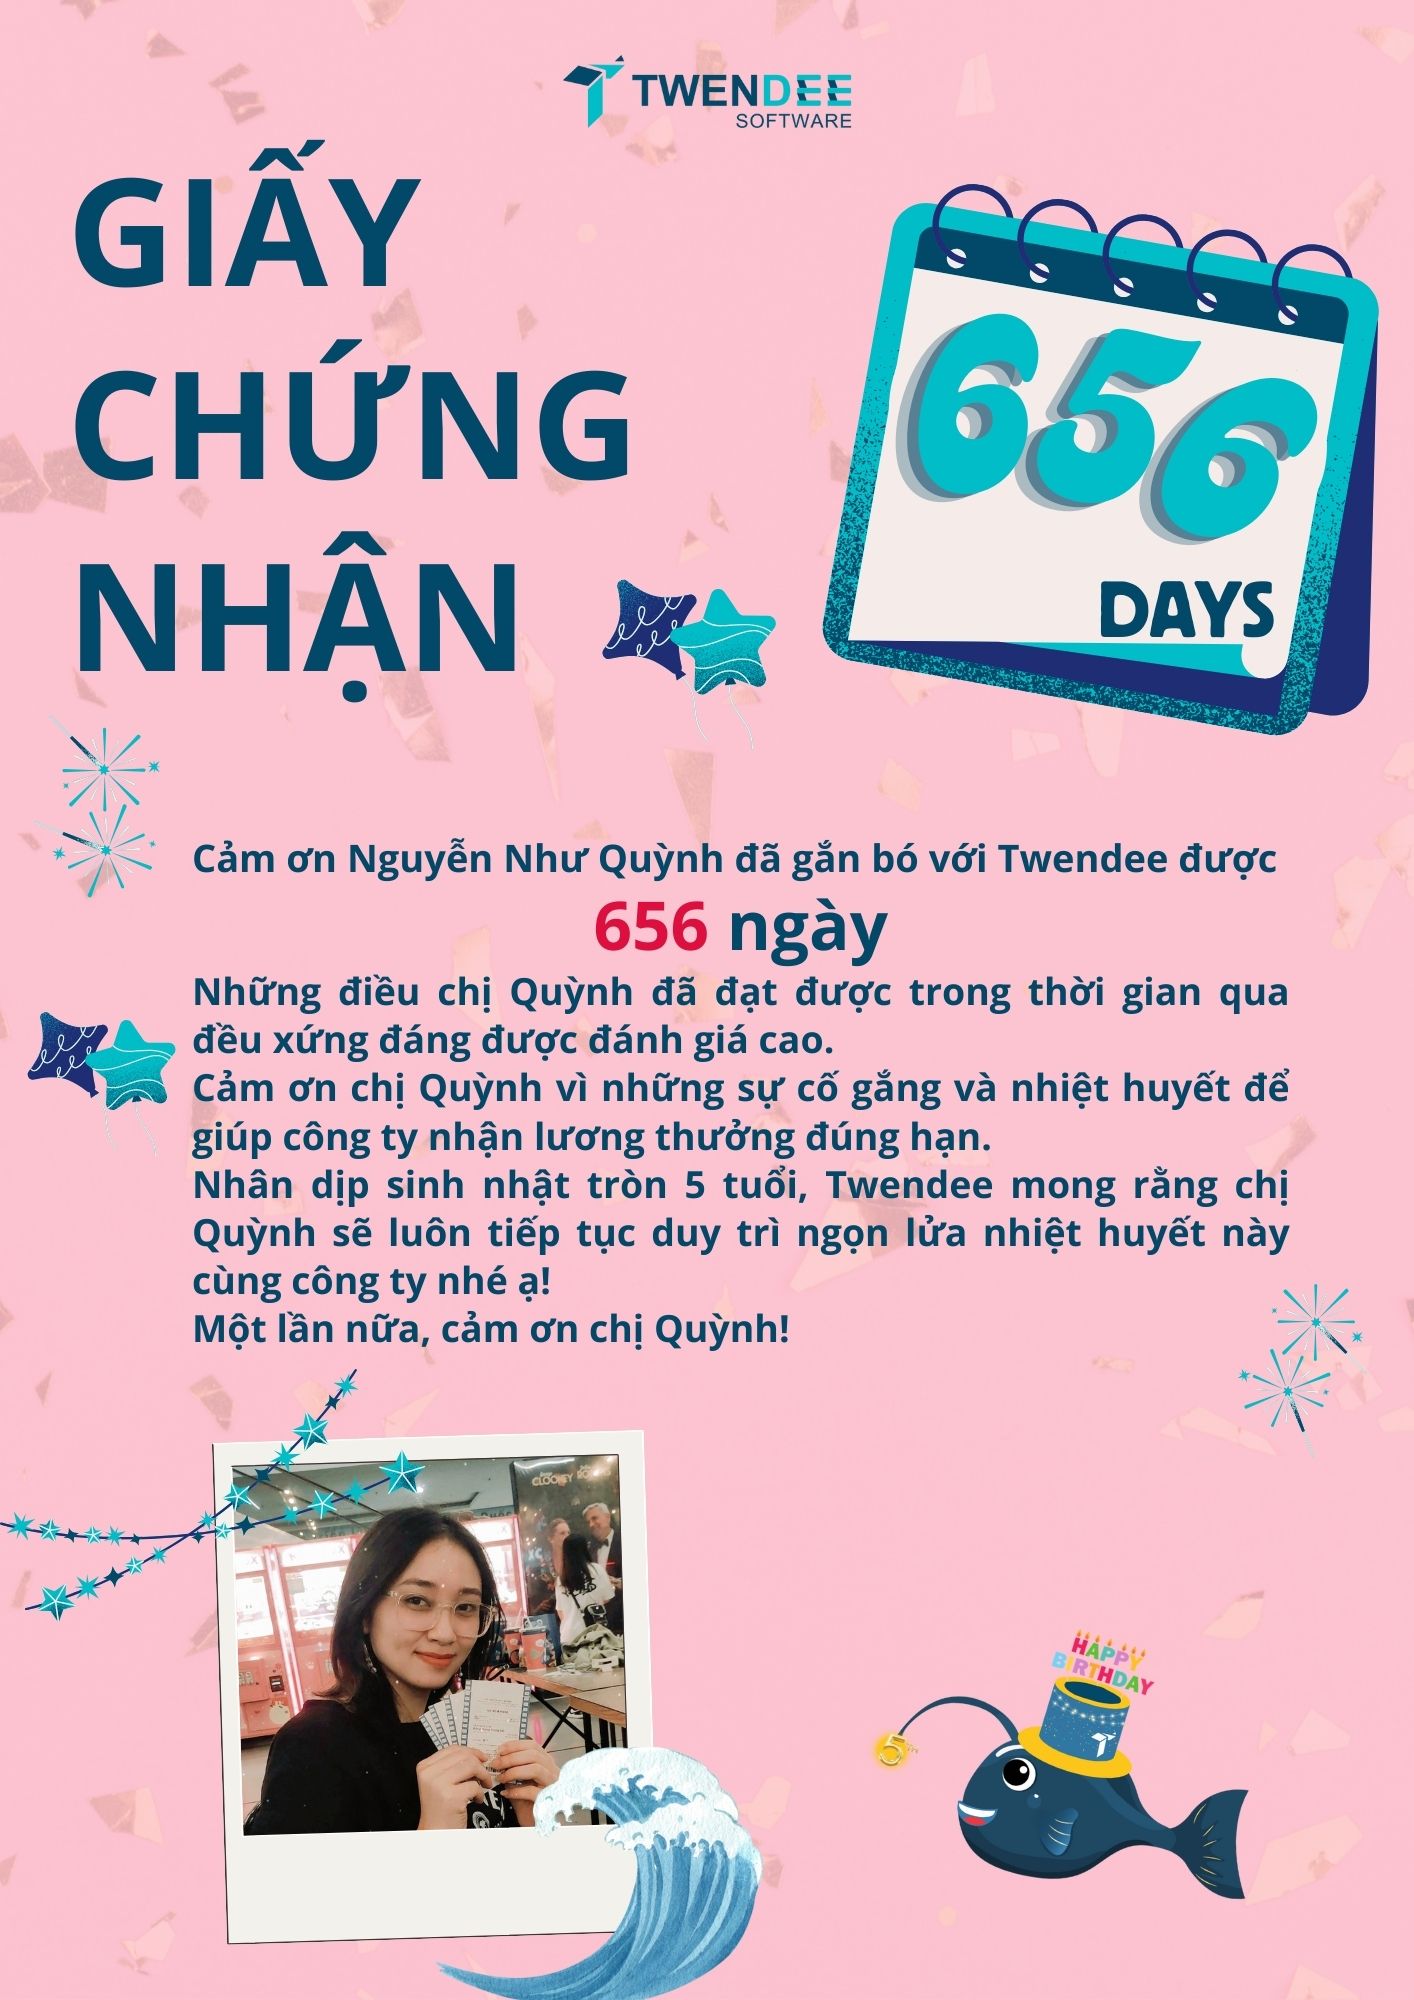 TWENDEE
SOFTWARE
GIẤY
CHỨNG
NHẬN
656
DAYS
Cảm ơn Nguyễn Như Quỳnh đã gắn bó với Twendee được
656 ngày
Những điều chị Quỳnh đã đạt được trong thời gian qua
đều xứng đáng được đánh giá cao.
Cảm ơn chị Quỳnh vì những sự cố gắng và nhiệt huyết để
giúp công ty nhận lương thưởng đúng hạn.
Nhân dịp sinh nhật tròn 5 tuổi, Twendee mong rằng chị
Quỳnh sẽ luôn tiếp tục duy trì ngọn lửa nhiệt huyết này
cùng công ty nhé ạ!
Một lần nữa, cảm ơn chị Quỳnh!
CLOONEY
HAPPY
BIRTHDAY
5